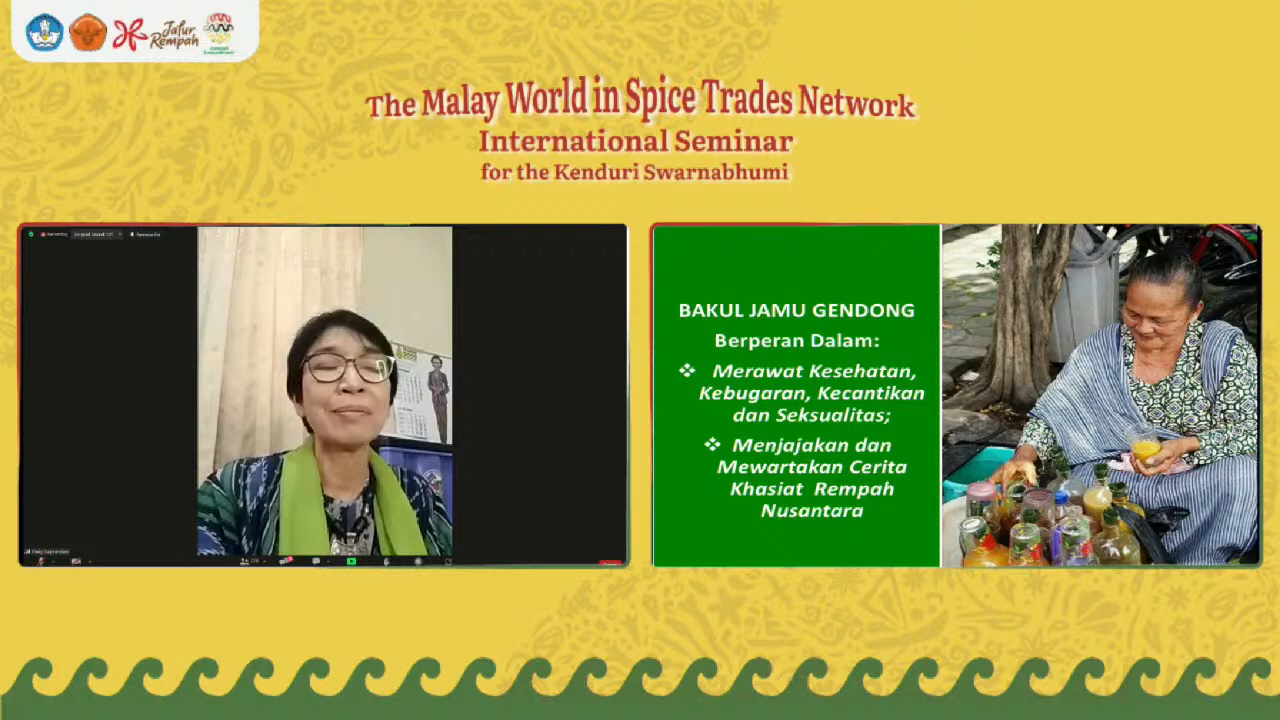 Jalur
Rempah
The Malay World in Spice Trades Network
International Seminar
for the Kenduri Swarnabhumi
BAKUL JAMU GENDONG
Berperan Dalam:
❖ Merawat Kesehatan,
Kebugaran, Kecantikan
dan Seksualitas;
❖ Menjajakan dan
Mewartakan Cerita
Khasiat Rempah
Nusantara